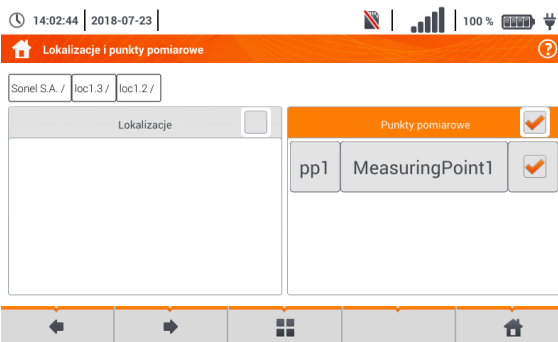 14:02:44 2018-07-23 100 %
Lokalizacje i punkty pomiarowe ?
Sonel S.A. / loc1.3 / loc1.2 /
Lokalizacje Punkty pomiarowe
pp1 MeasuringPoint1